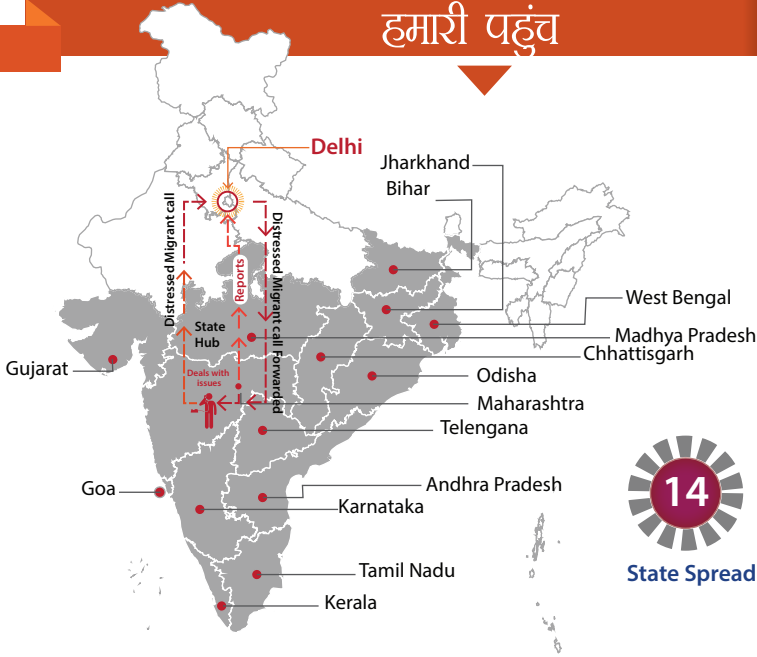 हमारी पहुंच
Delhi
Jharkhand
Bihar
Distressed Migrant call
Distressed Migrant call Forwarded
Reports
West Bengal
State
Hub
Madhya Pradesh
Chhattisgarh
Gujarat
Deals with
issues
Odisha
Maharashtra
Telengana
Goa
Andhra Pradesh
Karnataka
14
State Spread
Tamil Nadu
Kerala